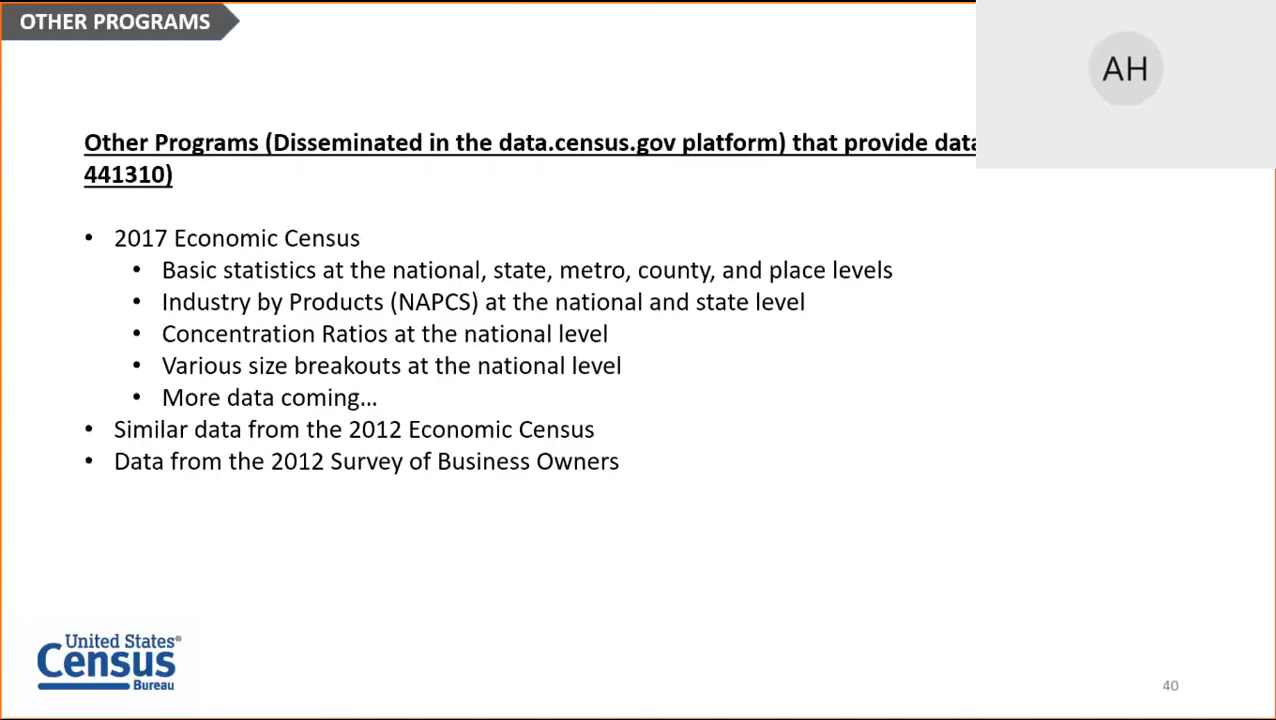 OTHER PROGRAMS
AH
Other Programs (Disseminated in the data.census.gov platform) that provide data
441310)
• 2017 Economic Census
• Basic statistics at the national, state, metro, county, and place levels
• Industry by Products (NAPCS) at the national and state level
• Concentration Ratios at the national level
• Various size breakouts at the national level
• More data coming…
• Similar data from the 2012 Economic Census
• Data from the 2012 Survey of Business Owners
United States®
Census
Bureau
40